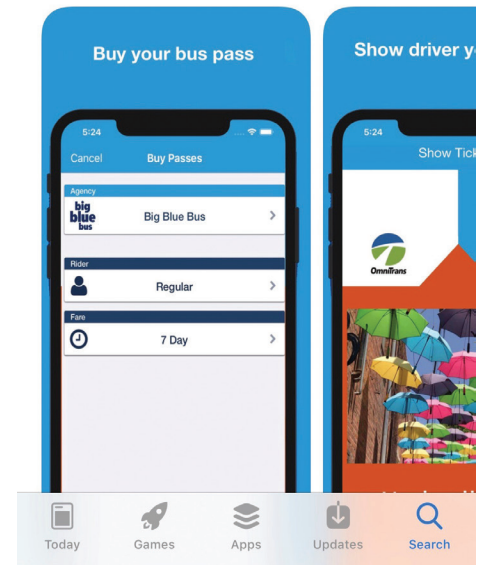 Buy your bus pass
5:24
Cancel
Buy Passes
Agency
big
blue
bus
Big Blue Bus
Rider
Regular
Fare
7 Day
Show driver
5:24
Show
OmniTrans
Today
Games
Apps
Updates
Search